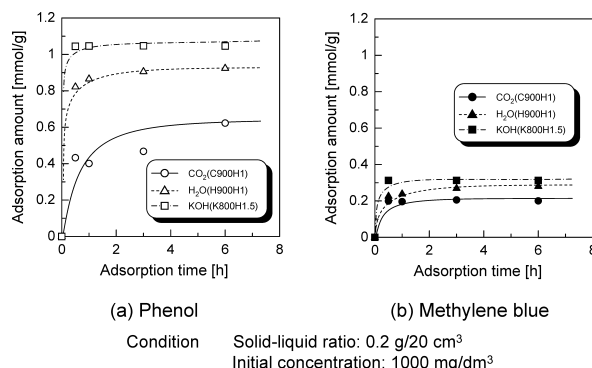 1.2
1
0.8
0.6
0.4
0.2
0
Adsorption amount [mmol/g]
CO₂(C900H1)
H₂O(H900H1)
KOH(K800H1.5)
0 2 4 6 8
Adsorption time [h]
(a) Phenol
1.2
1
0.8
0.6
0.4
0.2
0
Adsorption amount [mmol/g]
CO₂(C900H1)
H₂O(H900H1)
KOH(K800H1.5)
0 2 4 6 8
Adsorption time [h]
(b) Methylene blue
Condition Solid-liquid ratio: 0.2 g/20 cm³
Initial concentration: 1000 mg/dm³